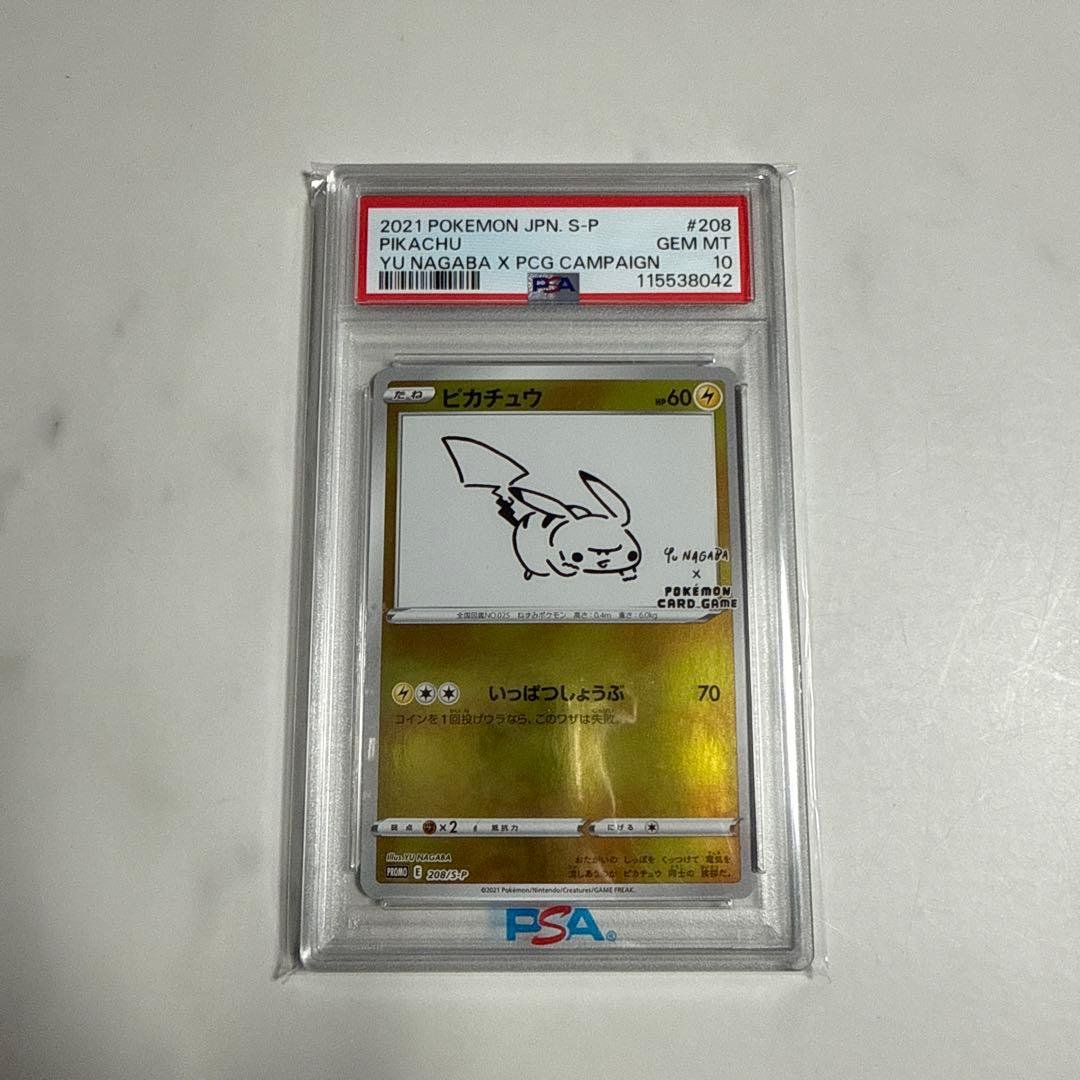 2021 POKEMON JPN. S-P #208
PIKACHU GEM MT
YU NAGABA X PCG CAMPAIGN 10
PSA 115538042
たね ピカチュウ HP60
Yu NAGABA
X
POKÉMON
CARD GAME
全国図鑑NO.025 ねずみポケモン 高さ:0.4m 重さ:6.0kg
いっぱつしょうぶ 70
コインを1回投げウラなら、このワザは失敗。
弱点 ×2 抵抗力 にげる
Illus.YU NAGABA
おたがいの しっぽを くっつけて 電気を
流しあうのが ピカチュウ 同士の 挨拶だ。
PROMO E 208/S-P
©2021 Pokémon/Nintendo/Creatures/GAME FREAK.
PSA®